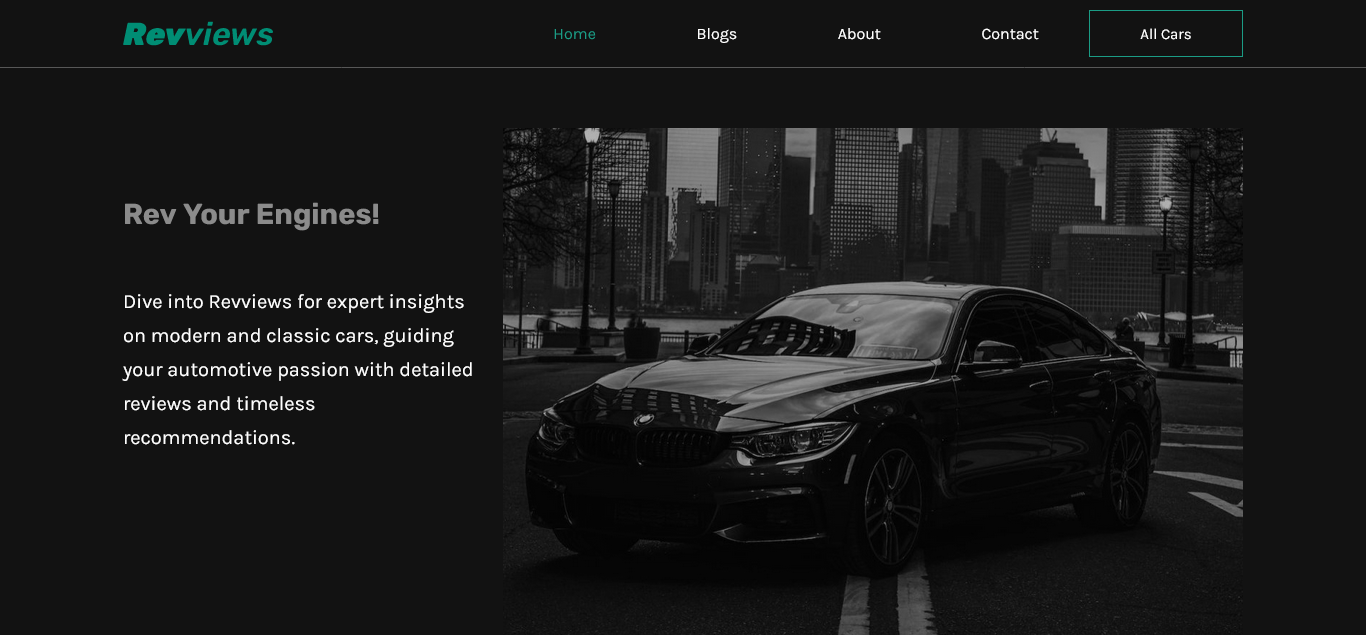 Revviews
Home
Blogs
About
Contact
All Cars
Rev Your Engines!
Dive into Revviews for expert insights
on modern and classic cars, guiding
your automotive passion with detailed
reviews and timeless
recommendations.